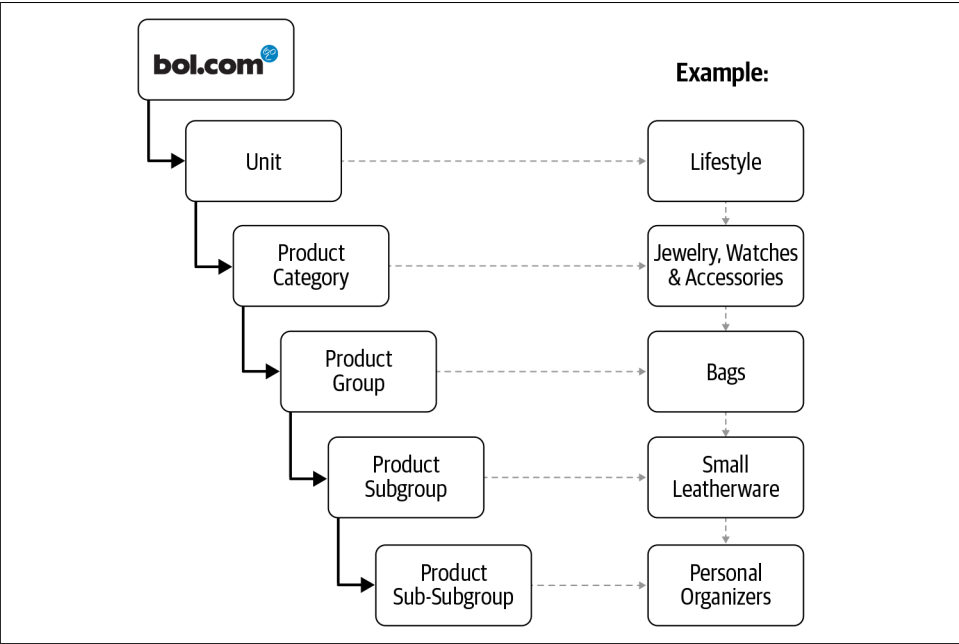 bol.com
Example:
Unit
Lifestyle
Product
Category
Jewelry, Watches
& Accessories
Product
Group
Bags
Product
Subgroup
Small
Leatherware
Product
Sub-Subgroup
Personal
Organizers